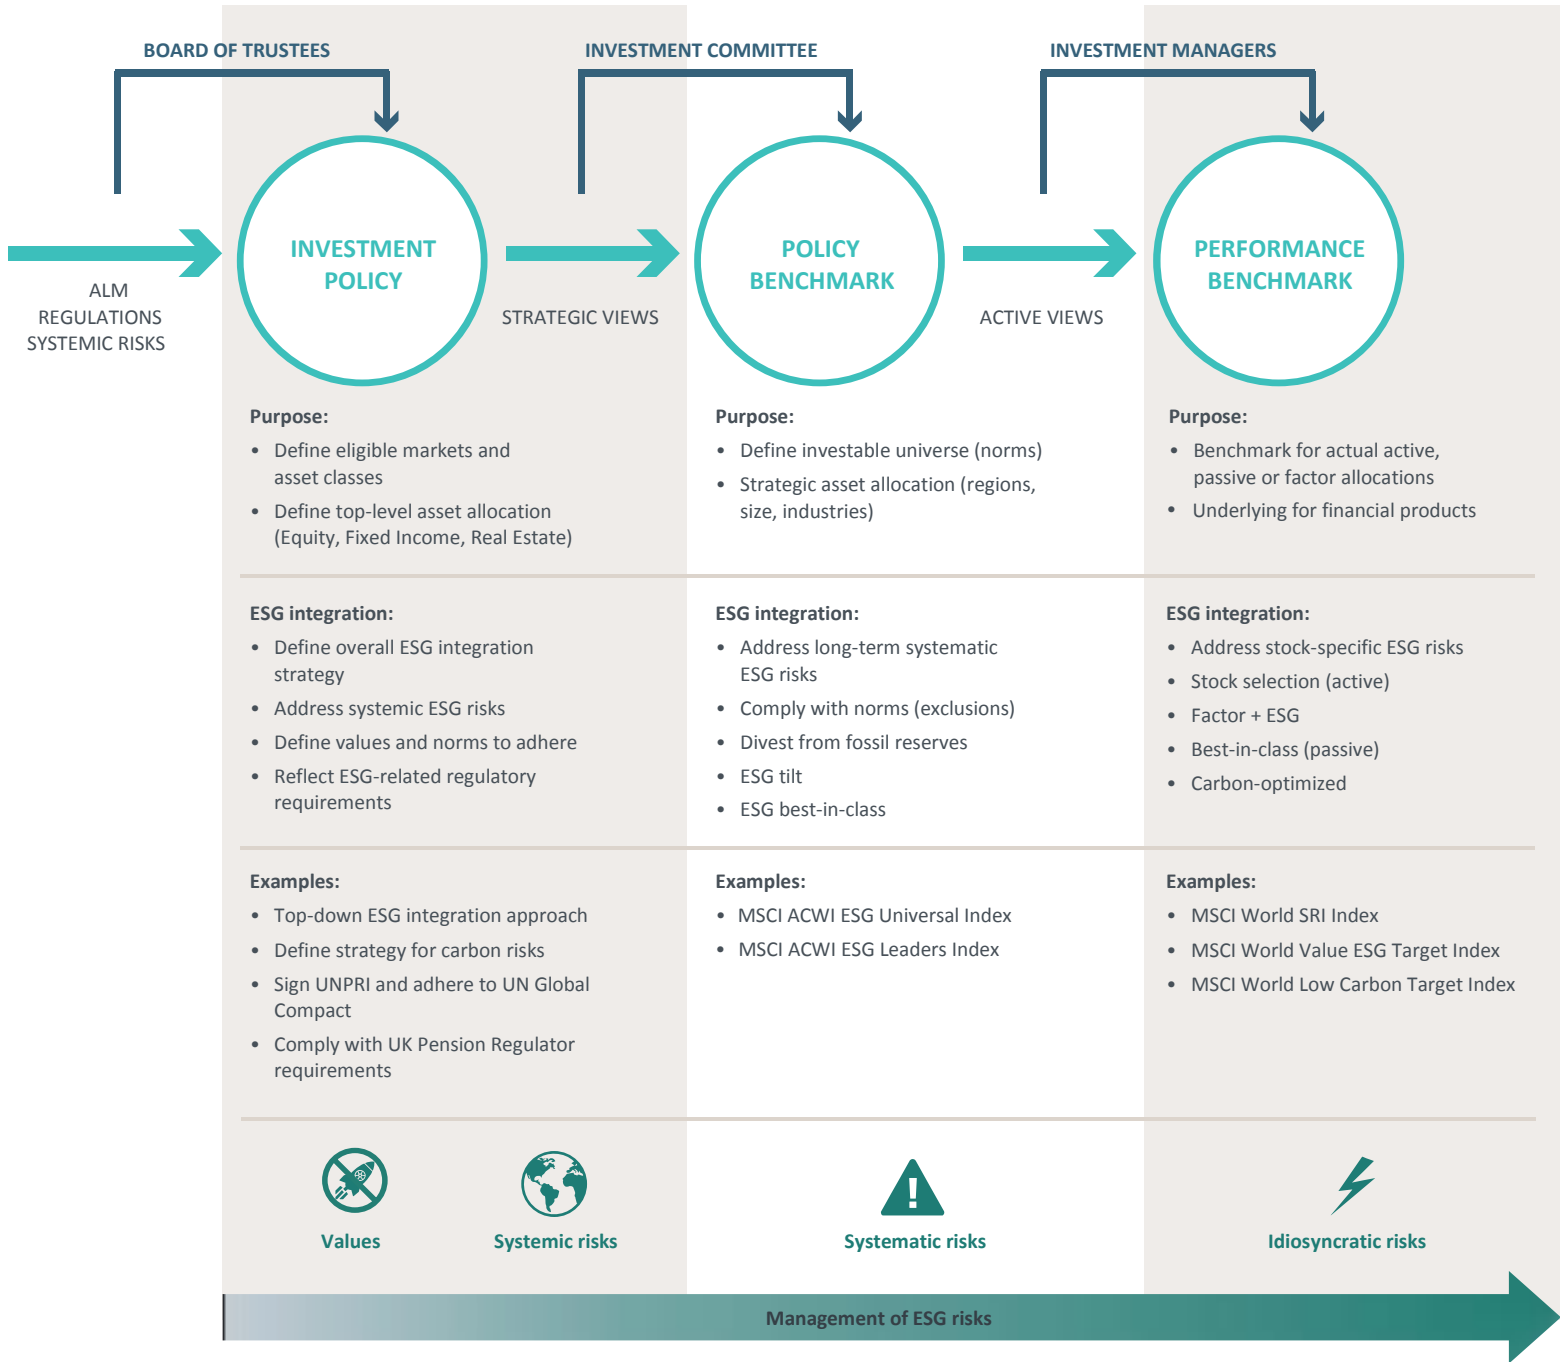 BOARD OF TRUSTEES
INVESTMENT COMMITTEE
INVESTMENT MANAGERS
INVESTMENT
POLICY
POLICY
BENCHMARK
PERFORMANCE
BENCHMARK
ALM
REGULATIONS
SYSTEMIC RISKS
STRATEGIC VIEWS
ACTIVE VIEWS
Purpose:
• Define eligible markets and
asset classes
• Define top-level asset allocation
(Equity, Fixed Income, Real Estate)
Purpose:
• Define investable universe (norms)
• Strategic asset allocation (regions,
size, industries)
Purpose:
• Benchmark for actual active,
passive or factor allocations
• Underlying for financial products
ESG integration:
• Define overall ESG integration
strategy
• Address systemic ESG risks
• Define values and norms to adhere
• Reflect ESG-related regulatory
requirements
ESG integration:
• Address long-term systematic
ESG risks
• Comply with norms (exclusions)
• Divest from fossil reserves
• ESG tilt
• ESG best-in-class
ESG integration:
• Address stock-specific ESG risks
• Stock selection (active)
• Factor + ESG
• Best-in-class (passive)
• Carbon-optimized
Examples:
• Top-down ESG integration approach
• Define strategy for carbon risks
• Sign UNPRI and adhere to UN Global
Compact
• Comply with UK Pension Regulator
requirements
Examples:
• MSCI ACWI ESG Universal Index
• MSCI ACWI ESG Leaders Index
Examples:
• MSCI World SRI Index
• MSCI World Value ESG Target Index
• MSCI World Low Carbon Target Index
Values
Systemic risks
Systematic risks
Idiosyncratic risks
Management of ESG risks